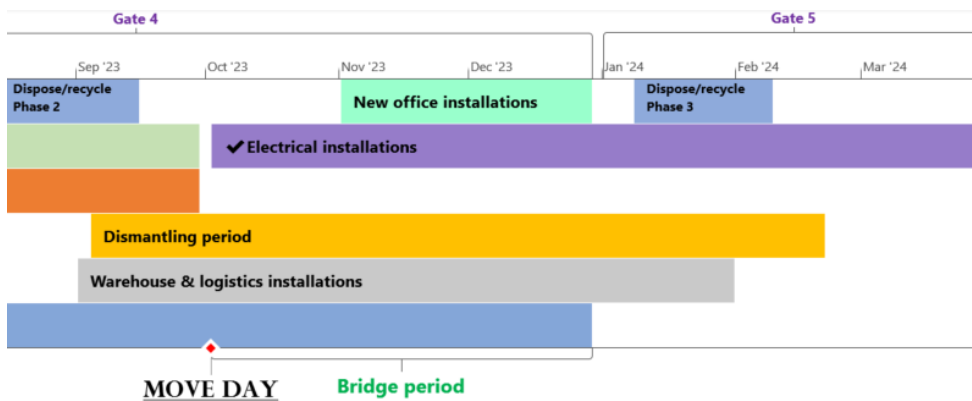 Gate 4
Gate 5
Sep '23
Oct '23
Nov '23
Dec '23
Jan '24
Feb '24
Mar '24
Dispose/recycle
Phase 2
New office installations
Dispose/recycle
Phase 3
✔Electrical installations
Dismantling period
Warehouse & logistics installations
MOVE DAY
Bridge period